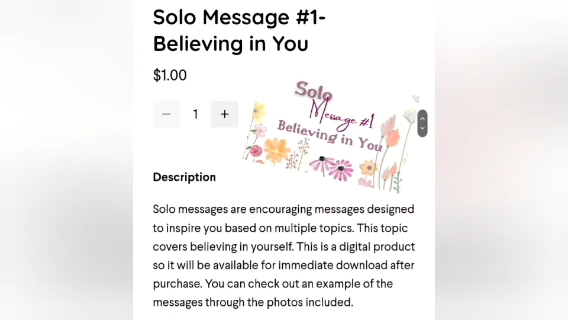 Solo Message #1-
Believing in You
$1.00
− 1 +
Solo
Message #1
Believing in You
Description
Solo messages are encouraging messages designed
to inspire you based on multiple topics. This topic
covers believing in yourself. This is a digital product
so it will be available for immediate download after
purchase. You can check out an example of the
messages through the photos included.